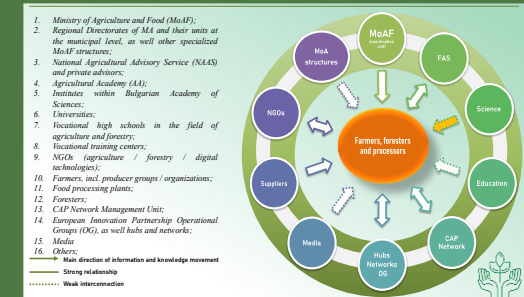 1. Ministry of Agriculture and Food (MoAF);
2. Regional Directorates of MA and their units at
the municipal level, as well other specialized
MoAF structures;
3. National Agricultural Advisory Service (NAAS)
and private advisors;
4. Agricultural Academy (AA);
5. Institutes within Bulgarian Academy of
Sciences;
6. Universities;
7. Vocational high schools in the field of
agriculture and forestry;
8. Vocational training centers;
9. NGOs (agriculture / forestry / digital
technologies);
10. Farmers, incl. producer groups / organizations;
11. Food processing plants;
12. Foresters;
13. CAP Network Management Unit;
14. European Innovation Partnership Operational
Groups (OG), as well hubs and networks;
15. Media
16. Others;
Main direction of information and knowledge movement
Strong relationship
Weak interconnection
MoAF
(coordination
unit)
FAS
Science
Education
CAP
Network
Hubs
Networks
OG
Media
Suppliers
NGOs
MoA
structures
Farmers, foresters
and processors